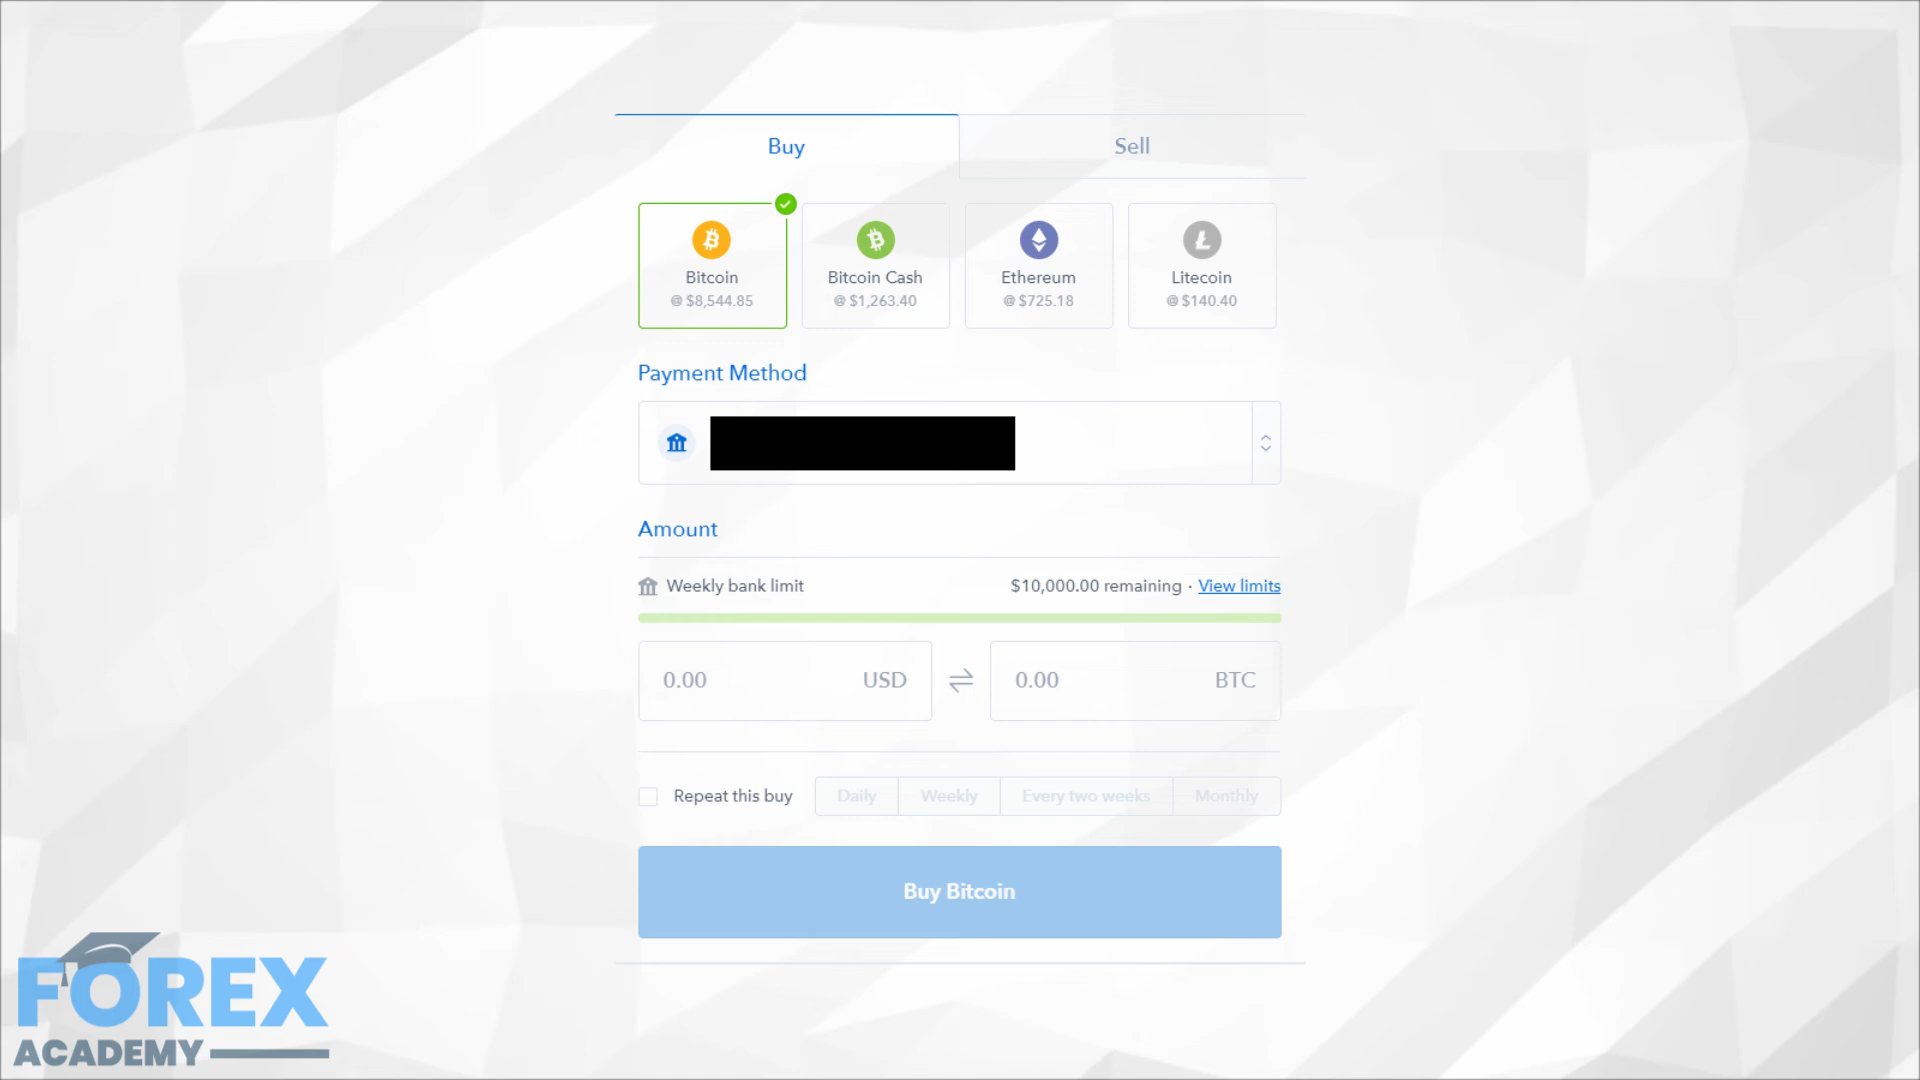 Buy
Sell
Bitcoin
@ $8,544.85
Bitcoin Cash
@ $1,263.40
Ethereum
@ $725.18
Litecoin
@ $140.40
Payment Method
Amount
Weekly bank limit
$10,000.00 remaining · View limits
0.00 USD
0.00 BTC
Repeat this buy
Daily
Weekly
Every two weeks
Monthly
Buy Bitcoin
FOREX
ACADEMY